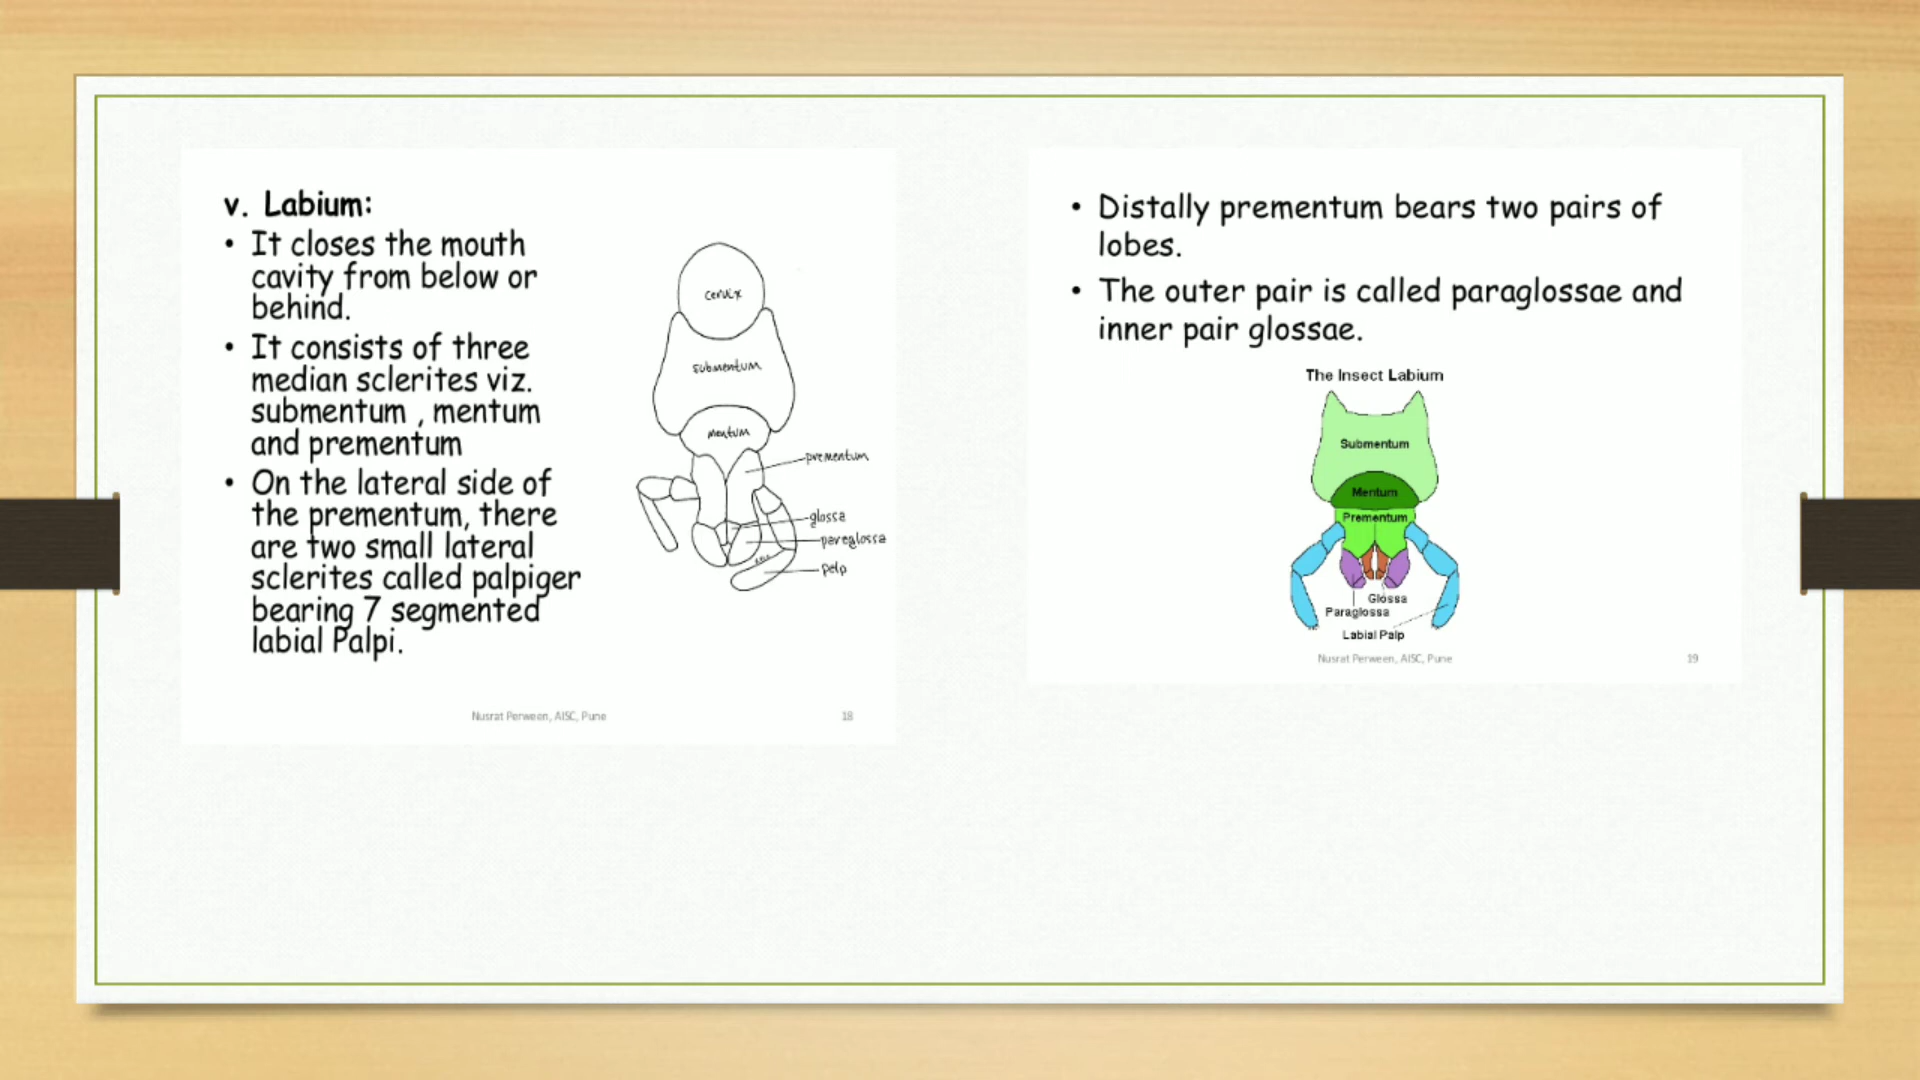 v. Labium:
• It closes the mouth
cavity from below or
behind.
• It consists of three
median sclerites viz.
submentum , mentum
and prementum
• On the lateral side of
the prementum, there
are two small lateral
sclerites called palpiger
bearing 7 segmented
labial Palpi.
cervix
submentum
mentum
prementum
glossa
paraglossa
palp
Nusrat Perween, AISC, Pune
18
• Distally prementum bears two pairs of
lobes.
• The outer pair is called paraglossae and
inner pair glossae.
The Insect Labium
Submentum
Mentum
Prementum
Glossa
Paraglossa
Labial Palp
Nusrat Perween, AISC, Pune
19